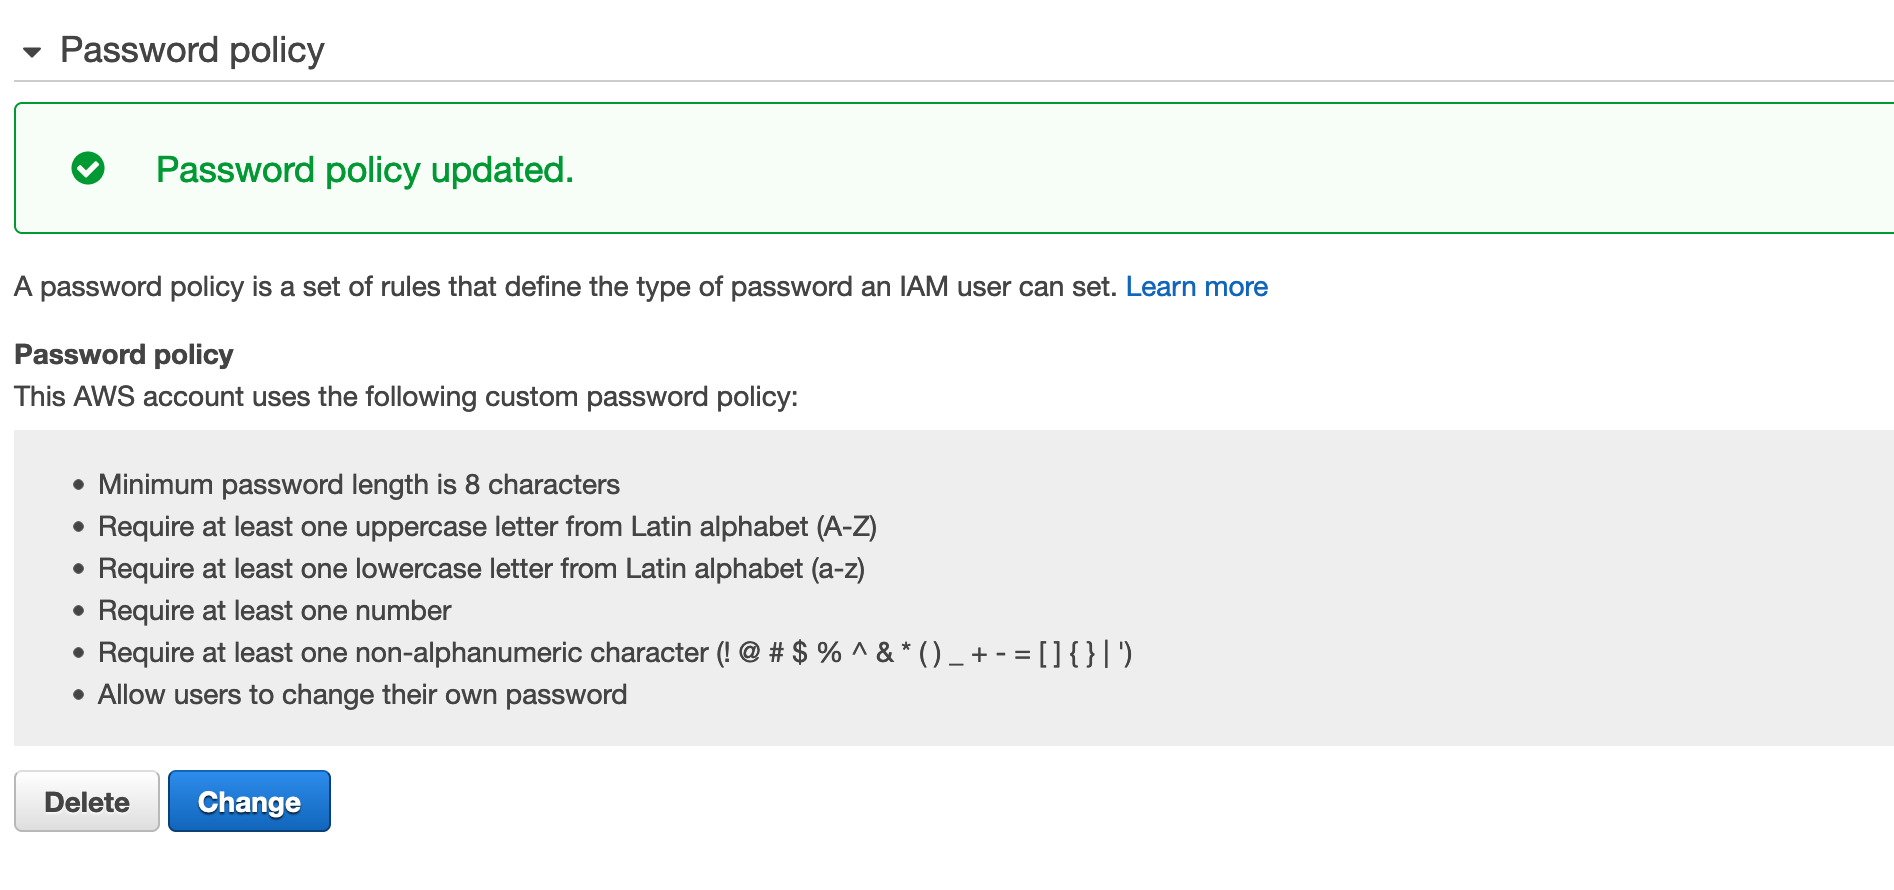 Password policy
Password policy updated.
A password policy is a set of rules that define the type of password an IAM user can set. Learn more
Password policy
This AWS account uses the following custom password policy:
• Minimum password length is 8 characters
• Require at least one uppercase letter from Latin alphabet (A-Z)
• Require at least one lowercase letter from Latin alphabet (a-z)
• Require at least one number
• Require at least one non-alphanumeric character (! @ # $ % ^ & * ( ) _ + - = [ ] { } | ')
• Allow users to change their own password
Delete Change